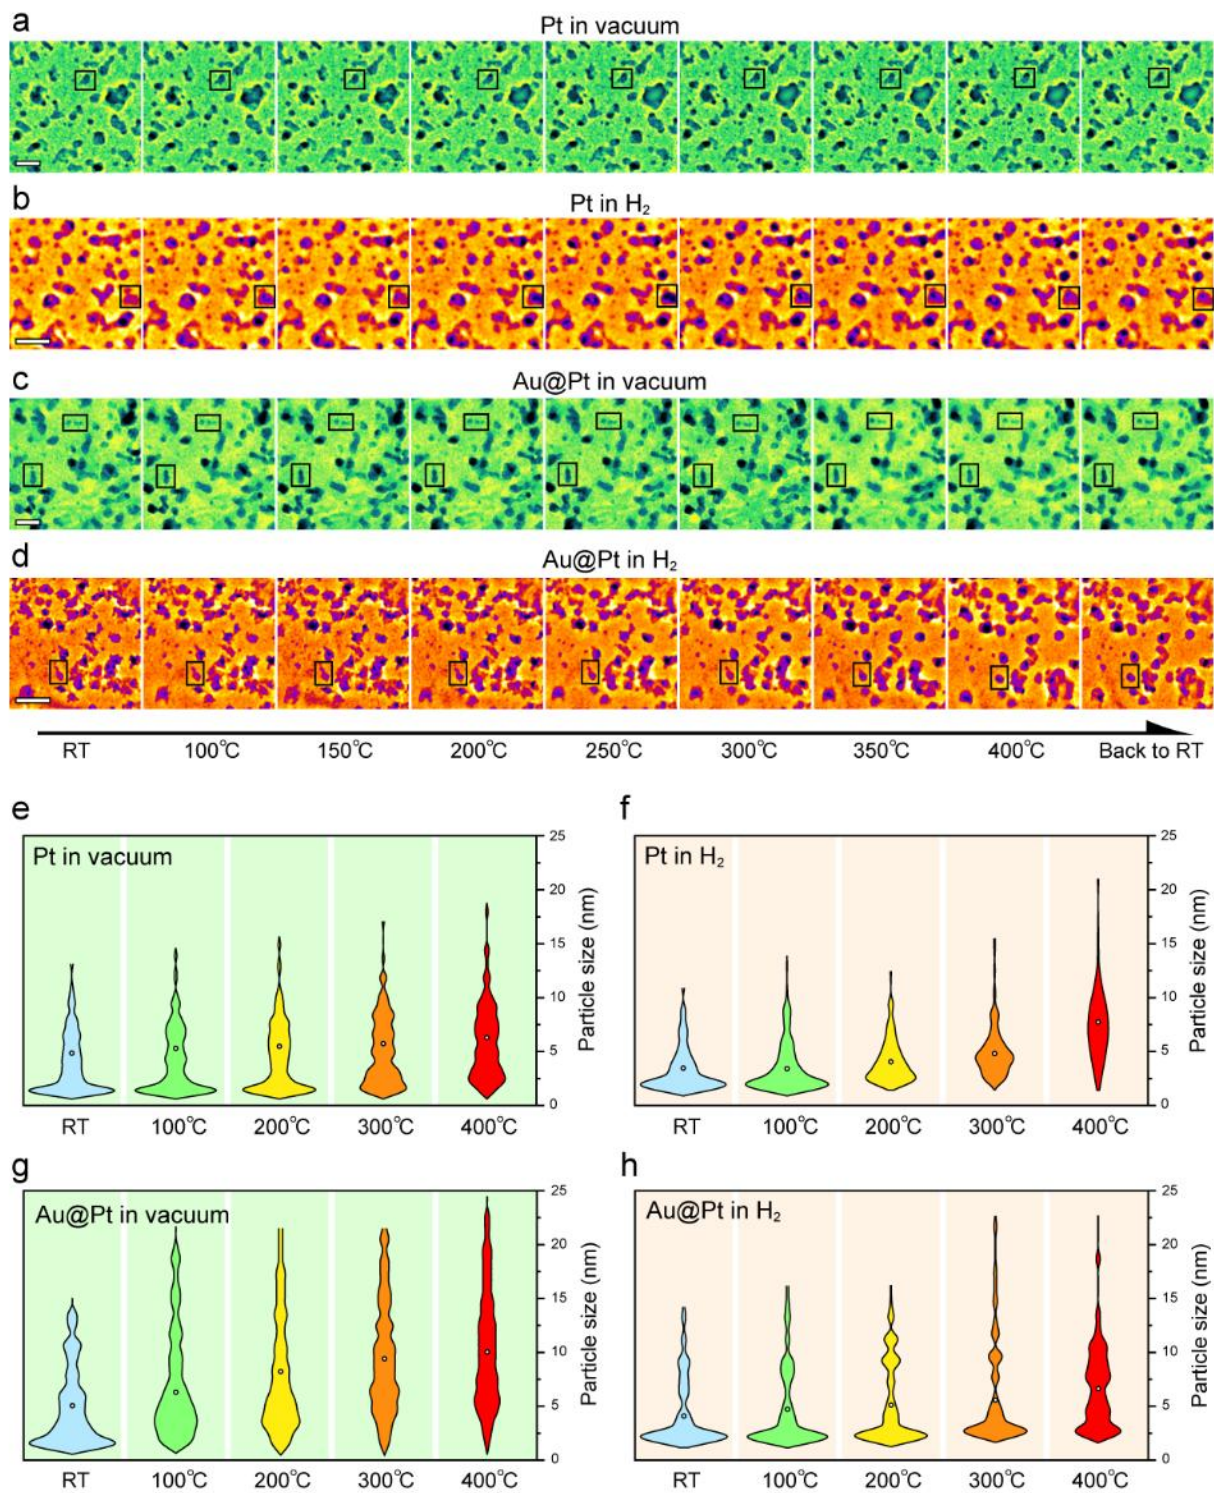 a
Pt in vacuum
b
Pt in H₂
c
Au@Pt in vacuum
d
Au@Pt in H₂
RT 100°C 150°C 200°C 250°C 300°C 350°C 400°C Back to RT
e
Pt in vacuum
25
20
15
10
5
0
Particle size (nm)
RT 100°C 200°C 300°C 400°C
f
Pt in H₂
25
20
15
10
5
0
Particle size (nm)
RT 100°C 200°C 300°C 400°C
g
Au@Pt in vacuum
25
20
15
10
5
0
Particle size (nm)
RT 100°C 200°C 300°C 400°C
h
Au@Pt in H₂
25
20
15
10
5
0
Particle size (nm)
RT 100°C 200°C 300°C 400°C